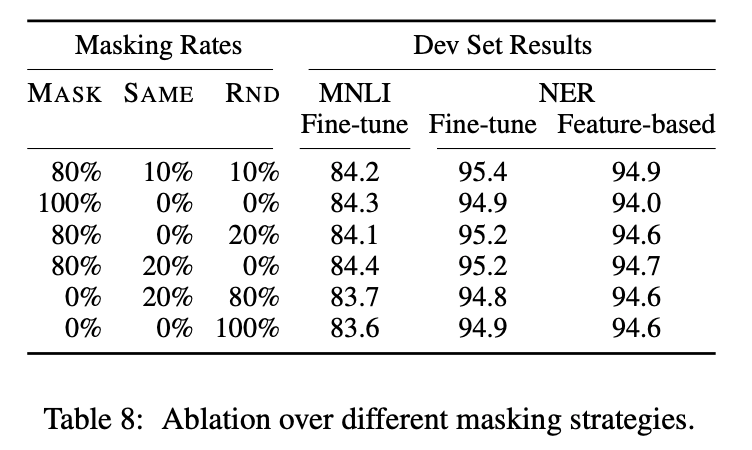 Masking Rates Dev Set Results
MASK SAME RND MNLI NER
Fine-tune Fine-tune Feature-based
80% 10% 10% 84.2 95.4 94.9
100% 0% 0% 84.3 94.9 94.0
80% 0% 20% 84.1 95.2 94.6
80% 20% 0% 84.4 95.2 94.7
0% 20% 80% 83.7 94.8 94.6
0% 0% 100% 83.6 94.9 94.6
Table 8: Ablation over different masking strategies.